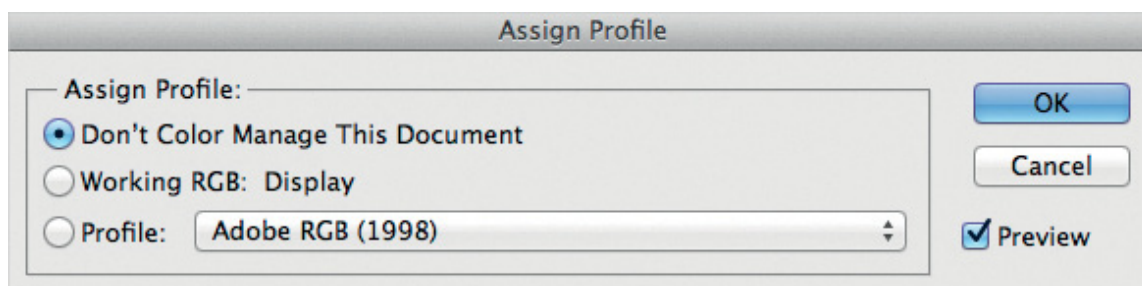 Assign Profile
Assign Profile:
Don't Color Manage This Document
Working RGB: Display
Profile: Adobe RGB (1998)
OK
Cancel
Preview